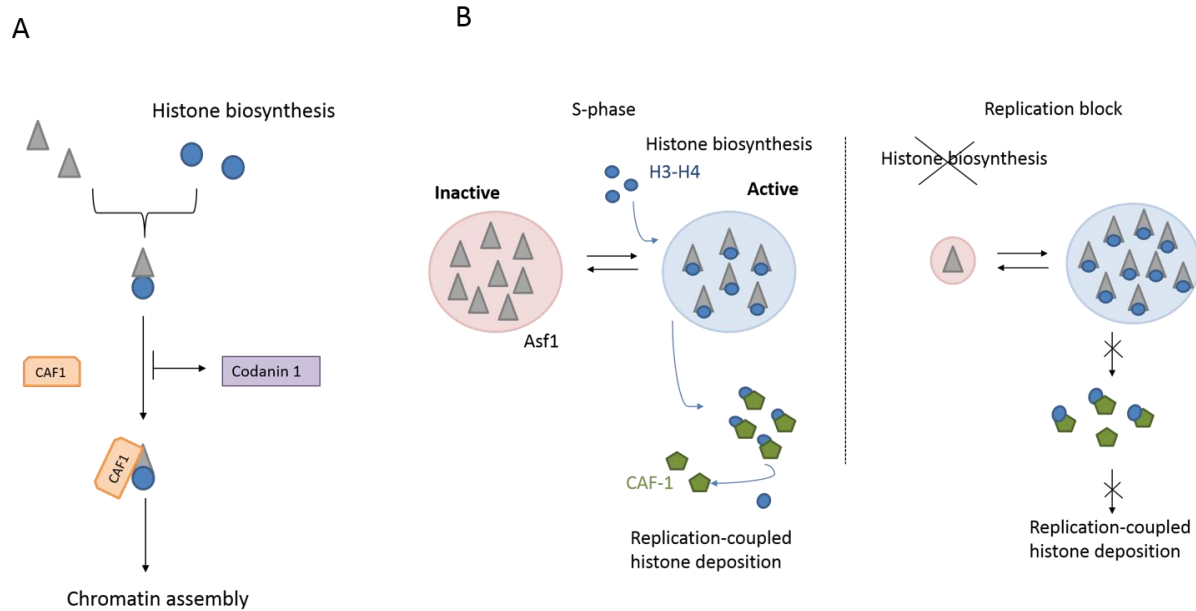 A
Histone biosynthesis
CAF1
Codanin 1
CAF1
Chromatin assembly
B
S-phase
Histone biosynthesis
H3-H4
Inactive
Active
Asf1
CAF-1
Replication-coupled
histone deposition
Replication block
Histone biosynthesis
Replication-coupled
histone deposition